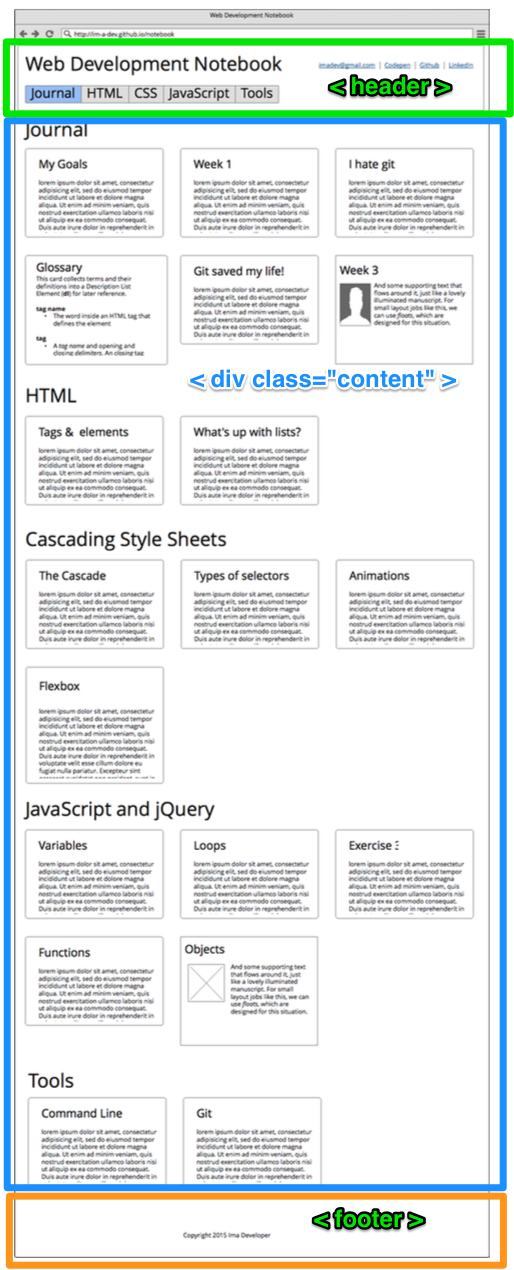 Web Development Notebook
http://im-a-dev.github.io/notebook
Web Development Notebook
imadev@gmail.com | Codepen | Github | LinkedIn
Journal HTML CSS JavaScript Tools
< header >
Journal
My Goals
lorem ipsum dolor sit amet, consectetur
adipisicing elit, sed do eiusmod tempor
incididunt ut labore et dolore magna
aliqua. Ut enim ad minim veniam, quis
nostrud exercitation ullamco laboris nisi
ut aliquip ex ea commodo consequat.
Duis aute irure dolor in reprehenderit in
Week 1
lorem ipsum dolor sit amet, consectetur
adipisicing elit, sed do eiusmod tempor
incididunt ut labore et dolore magna
aliqua. Ut enim ad minim veniam, quis
nostrud exercitation ullamco laboris nisi
ut aliquip ex ea commodo consequat.
Duis aute irure dolor in reprehenderit in
I hate git
lorem ipsum dolor sit amet, consectetur
adipisicing elit, sed do eiusmod tempor
incididunt ut labore et dolore magna
aliqua. Ut enim ad minim veniam, quis
nostrud exercitation ullamco laboris nisi
ut aliquip ex ea commodo consequat.
Duis aute irure dolor in reprehenderit in
Glossary
This card collects terms and their
definitions into a Description List
Element (dl) for later reference.
tag name
• The word inside an HTML tag that
defines the element
tag
• A tag name and opening and
closing delimiters. An closing tag
Git saved my life!
lorem ipsum dolor sit amet, consectetur
adipisicing elit, sed do eiusmod tempor
incididunt ut labore et dolore magna
aliqua. Ut enim ad minim veniam, quis
nostrud exercitation ullamco laboris nisi
ut aliquip ex ea commodo consequat.
Duis aute irure dolor in reprehenderit in
Week 3
And some supporting text that
flows around it, just like a lovely
illuminated manuscript. For
small layout jobs like this, we
can use floats, which are
designed for this situation.
< div class="content" >
HTML
Tags & elements
lorem ipsum dolor sit amet, consectetur
adipisicing elit, sed do eiusmod tempor
incididunt ut labore et dolore magna
aliqua. Ut enim ad minim veniam, quis
nostrud exercitation ullamco laboris nisi
ut aliquip ex ea commodo consequat.
Duis aute irure dolor in reprehenderit in
What's up with lists?
lorem ipsum dolor sit amet, consectetur
adipisicing elit, sed do eiusmod tempor
incididunt ut labore et dolore magna
aliqua. Ut enim ad minim veniam, quis
nostrud exercitation ullamco laboris nisi
ut aliquip ex ea commodo consequat.
Duis aute irure dolor in reprehenderit in
Cascading Style Sheets
The Cascade
lorem ipsum dolor sit amet, consectetur
adipisicing elit, sed do eiusmod tempor
incididunt ut labore et dolore magna
aliqua. Ut enim ad minim veniam, quis
nostrud exercitation ullamco laboris nisi
ut aliquip ex ea commodo consequat.
Duis aute irure dolor in reprehenderit in
Types of selectors
lorem ipsum dolor sit amet, consectetur
adipisicing elit, sed do eiusmod tempor
incididunt ut labore et dolore magna
aliqua. Ut enim ad minim veniam, quis
nostrud exercitation ullamco laboris nisi
ut aliquip ex ea commodo consequat.
Duis aute irure dolor in reprehenderit in
Animations
lorem ipsum dolor sit amet, consectetur
adipisicing elit, sed do eiusmod tempor
incididunt ut labore et dolore magna
aliqua. Ut enim ad minim veniam, quis
nostrud exercitation ullamco laboris nisi
ut aliquip ex ea commodo consequat.
Duis aute irure dolor in reprehenderit in
Flexbox
lorem ipsum dolor sit amet, consectetur
adipisicing elit, sed do eiusmod tempor
incididunt ut labore et dolore magna
aliqua. Ut enim ad minim veniam, quis
nostrud exercitation ullamco laboris nisi
ut aliquip ex ea commodo consequat.
Duis aute irure dolor in reprehenderit in
voluptate velit esse cillum dolore eu
fugiat nulla pariatur. Excepteur sint
JavaScript and jQuery
Variables
lorem ipsum dolor sit amet, consectetur
adipisicing elit, sed do eiusmod tempor
incididunt ut labore et dolore magna
aliqua. Ut enim ad minim veniam, quis
nostrud exercitation ullamco laboris nisi
ut aliquip ex ea commodo consequat.
Duis aute irure dolor in reprehenderit in
Loops
lorem ipsum dolor sit amet, consectetur
adipisicing elit, sed do eiusmod tempor
incididunt ut labore et dolore magna
aliqua. Ut enim ad minim veniam, quis
nostrud exercitation ullamco laboris nisi
ut aliquip ex ea commodo consequat.
Duis aute irure dolor in reprehenderit in
Exercise
lorem ipsum dolor sit amet, consectetur
adipisicing elit, sed do eiusmod tempor
incididunt ut labore et dolore magna
aliqua. Ut enim ad minim veniam, quis
nostrud exercitation ullamco laboris nisi
ut aliquip ex ea commodo consequat.
Duis aute irure dolor in reprehenderit in
Functions
lorem ipsum dolor sit amet, consectetur
adipisicing elit, sed do eiusmod tempor
incididunt ut labore et dolore magna
aliqua. Ut enim ad minim veniam, quis
nostrud exercitation ullamco laboris nisi
ut aliquip ex ea commodo consequat.
Duis aute irure dolor in reprehenderit in
Objects
And some supporting text
that flows around it, just
like a lovely illuminated
manuscript. For small
layout jobs like this, we can
use floats, which are
designed for this situation.
Tools
Command Line
lorem ipsum dolor sit amet, consectetur
adipisicing elit, sed do eiusmod tempor
incididunt ut labore et dolore magna
aliqua. Ut enim ad minim veniam, quis
nostrud exercitation ullamco laboris nisi
ut aliquip ex ea commodo consequat.
Duis aute irure dolor in reprehenderit in
Git
lorem ipsum dolor sit amet, consectetur
adipisicing elit, sed do eiusmod tempor
incididunt ut labore et dolore magna
aliqua. Ut enim ad minim veniam, quis
nostrud exercitation ullamco laboris nisi
ut aliquip ex ea commodo consequat.
Duis aute irure dolor in reprehenderit in
< footer >
Copyright 2015 Ima Developer